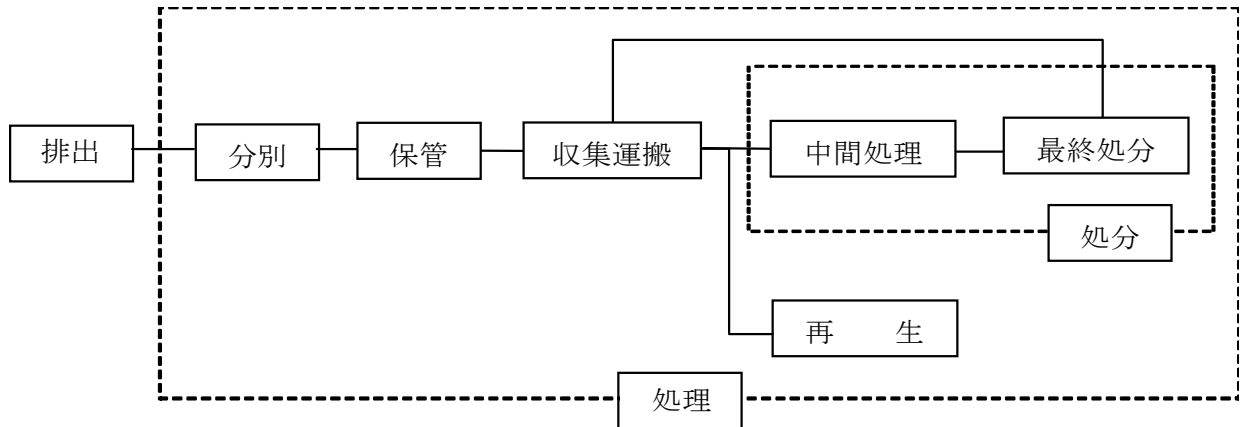 排出
分別
保管
収集運搬
中間処理
最終処分
処分
再　生
処理